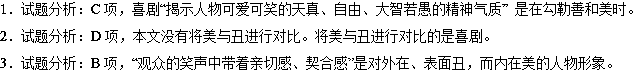 1．试题分析：C 项，喜剧“揭示人物可爱可笑的天真、自由、大智若愚的精神气质” 是在勾勒善和美时。
2．试题分析：D 项，本文没有将美与丑进行对比。将美与丑进行对比的是喜剧。
3．试题分析：B 项，“观众的笑声中带着亲切感、契合感”是对外在、表面丑，而内在美的人物形象。